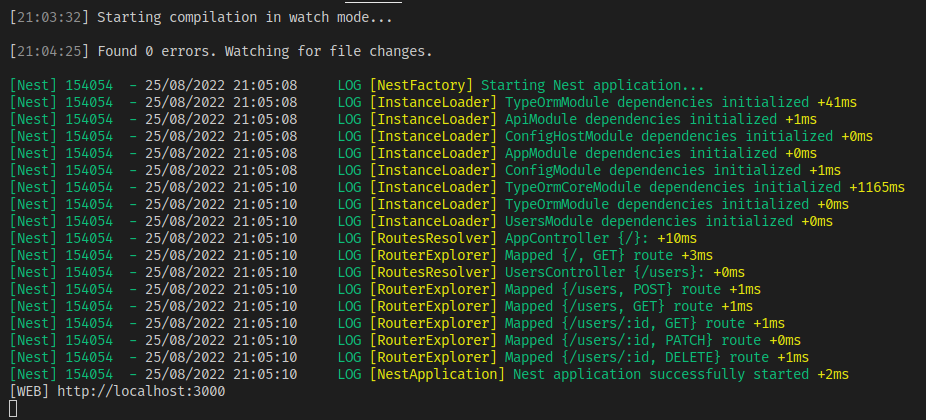 [21:03:32] Starting compilation in watch mode...
[21:04:25] Found 0 errors. Watching for file changes.
[Nest] 154054  - 25/08/2022 21:05:08     LOG [NestFactory] Starting Nest application...
[Nest] 154054  - 25/08/2022 21:05:08     LOG [InstanceLoader] TypeOrmModule dependencies initialized +41ms
[Nest] 154054  - 25/08/2022 21:05:08     LOG [InstanceLoader] ApiModule dependencies initialized +1ms
[Nest] 154054  - 25/08/2022 21:05:08     LOG [InstanceLoader] ConfigHostModule dependencies initialized +0ms
[Nest] 154054  - 25/08/2022 21:05:08     LOG [InstanceLoader] AppModule dependencies initialized +0ms
[Nest] 154054  - 25/08/2022 21:05:08     LOG [InstanceLoader] ConfigModule dependencies initialized +1ms
[Nest] 154054  - 25/08/2022 21:05:10     LOG [InstanceLoader] TypeOrmCoreModule dependencies initialized +1165ms
[Nest] 154054  - 25/08/2022 21:05:10     LOG [InstanceLoader] TypeOrmModule dependencies initialized +0ms
[Nest] 154054  - 25/08/2022 21:05:10     LOG [InstanceLoader] UsersModule dependencies initialized +0ms
[Nest] 154054  - 25/08/2022 21:05:10     LOG [RoutesResolver] AppController {/}: +10ms
[Nest] 154054  - 25/08/2022 21:05:10     LOG [RouterExplorer] Mapped {/, GET} route +3ms
[Nest] 154054  - 25/08/2022 21:05:10     LOG [RoutesResolver] UsersController {/users}: +0ms
[Nest] 154054  - 25/08/2022 21:05:10     LOG [RouterExplorer] Mapped {/users, POST} route +1ms
[Nest] 154054  - 25/08/2022 21:05:10     LOG [RouterExplorer] Mapped {/users, GET} route +1ms
[Nest] 154054  - 25/08/2022 21:05:10     LOG [RouterExplorer] Mapped {/users/:id, GET} route +1ms
[Nest] 154054  - 25/08/2022 21:05:10     LOG [RouterExplorer] Mapped {/users/:id, PATCH} route +0ms
[Nest] 154054  - 25/08/2022 21:05:10     LOG [RouterExplorer] Mapped {/users/:id, DELETE} route +1ms
[Nest] 154054  - 25/08/2022 21:05:10     LOG [NestApplication] Nest application successfully started +2ms
[WEB] http://localhost:3000